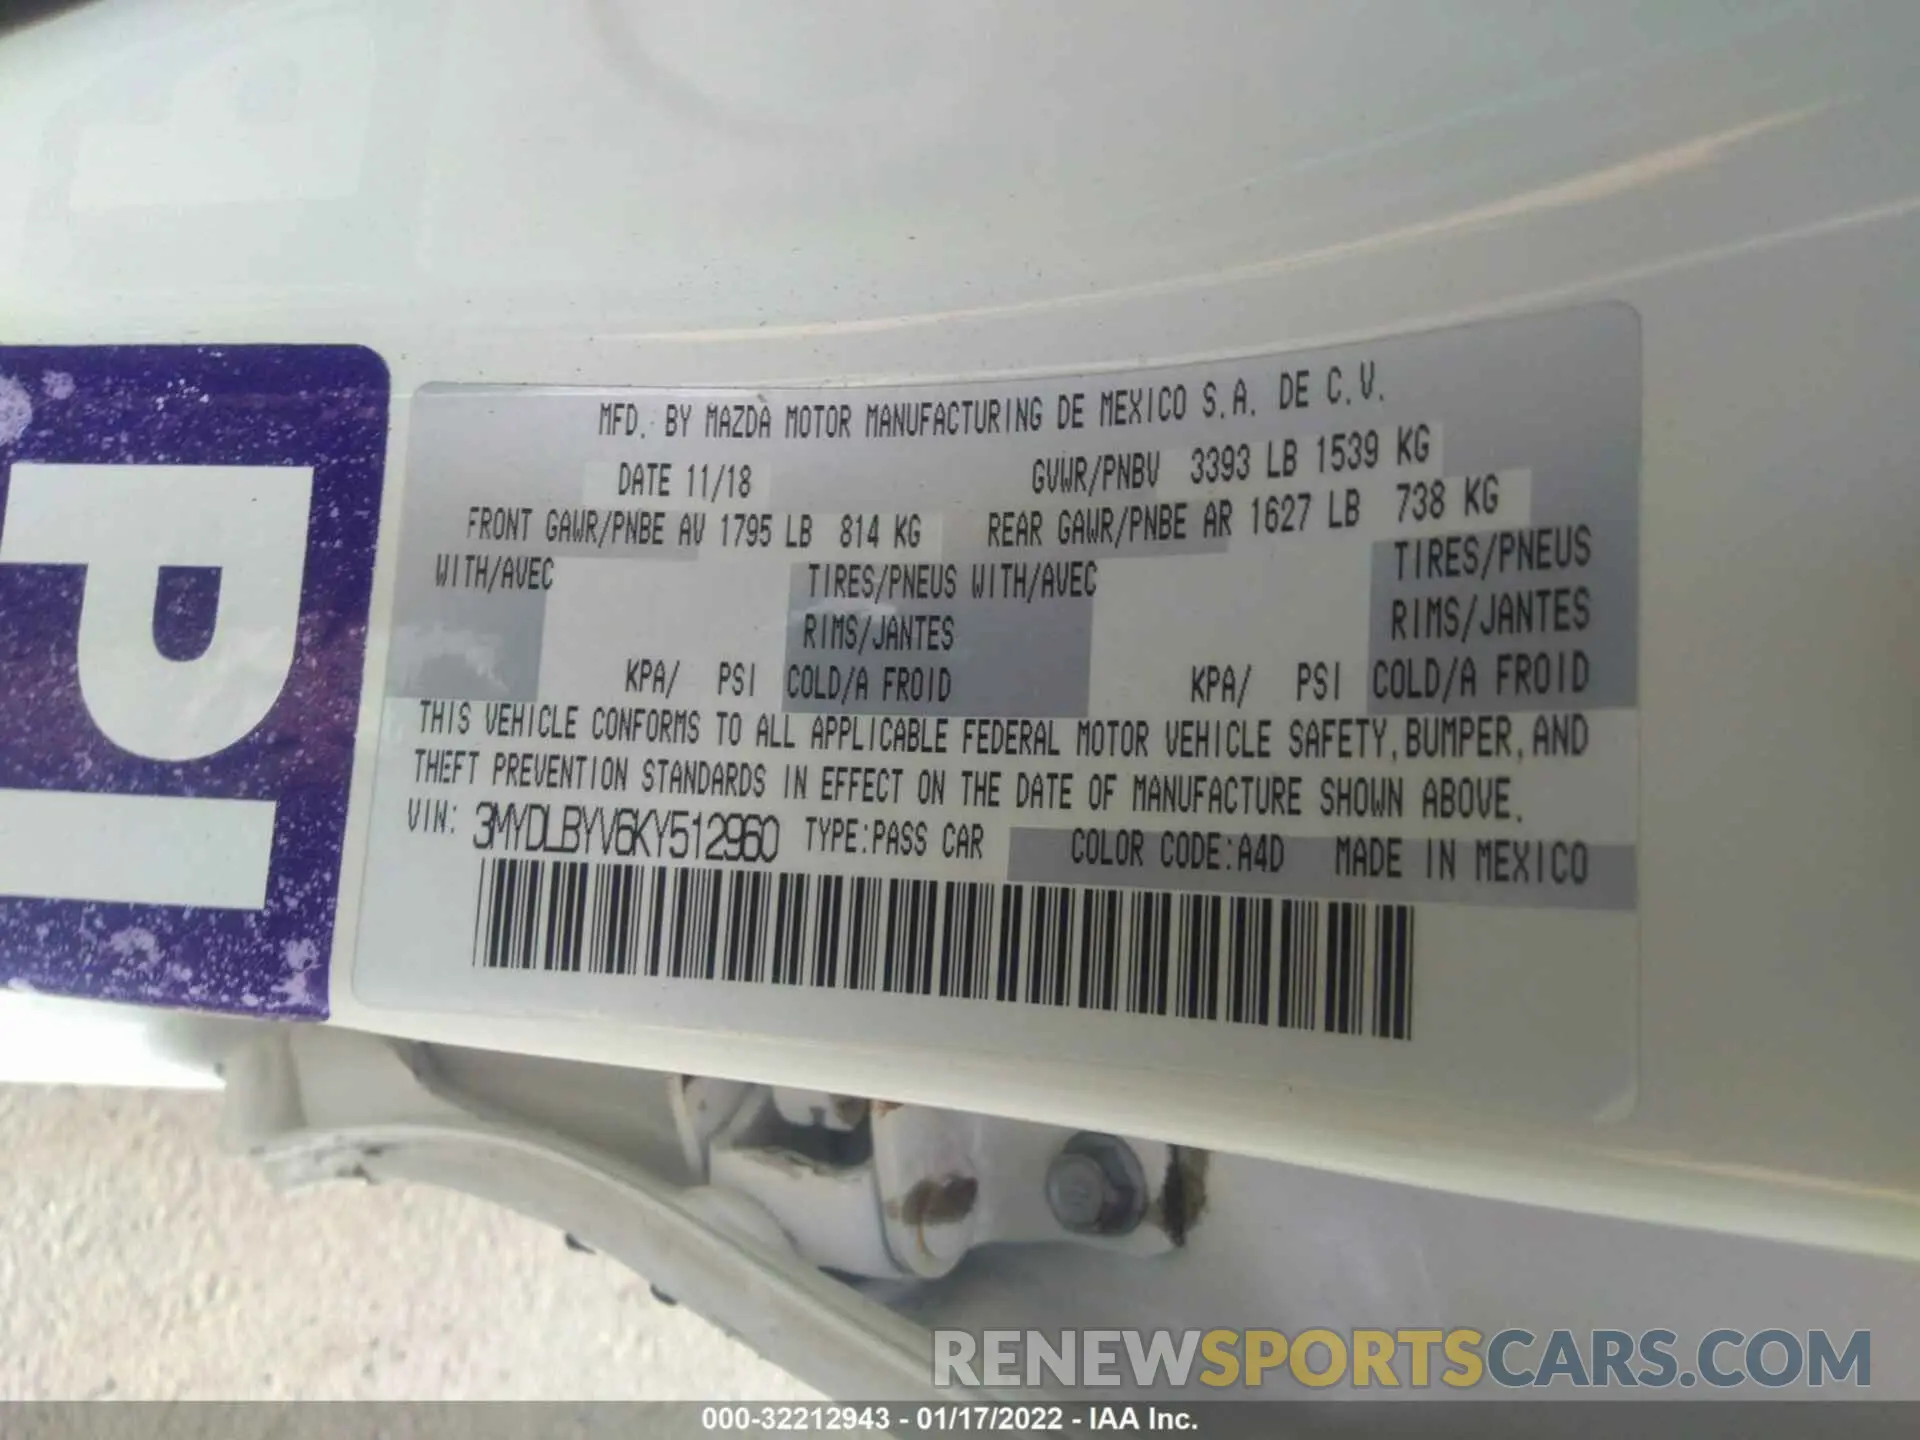 MFD. BY MAZDA MOTOR MANUFACTURING DE MEXICO S.A. DE C.V.
DATE 11/18 GVWR/PNBV 3393 LB 1539 KG
FRONT GAWR/PNBE AV 1795 LB 814 KG REAR GAWR/PNBE AR 1627 LB 738 KG
WITH/AVEC TIRES/PNEUS WITH/AVEC TIRES/PNEUS
RIMS/JANTES RIMS/JANTES
KPA/ PSI COLD/A FROID KPA/ PSI COLD/A FROID
THIS VEHICLE CONFORMS TO ALL APPLICABLE FEDERAL MOTOR VEHICLE SAFETY, BUMPER, AND
THEFT PREVENTION STANDARDS IN EFFECT ON THE DATE OF MANUFACTURE SHOWN ABOVE.
VIN: 3MYDLBYV6KY512960 TYPE:PASS CAR COLOR CODE:A4D MADE IN MEXICO
PI
RENEWSPORTSCARS.COM
000-32212943 - 01/17/2022 - IAA Inc.